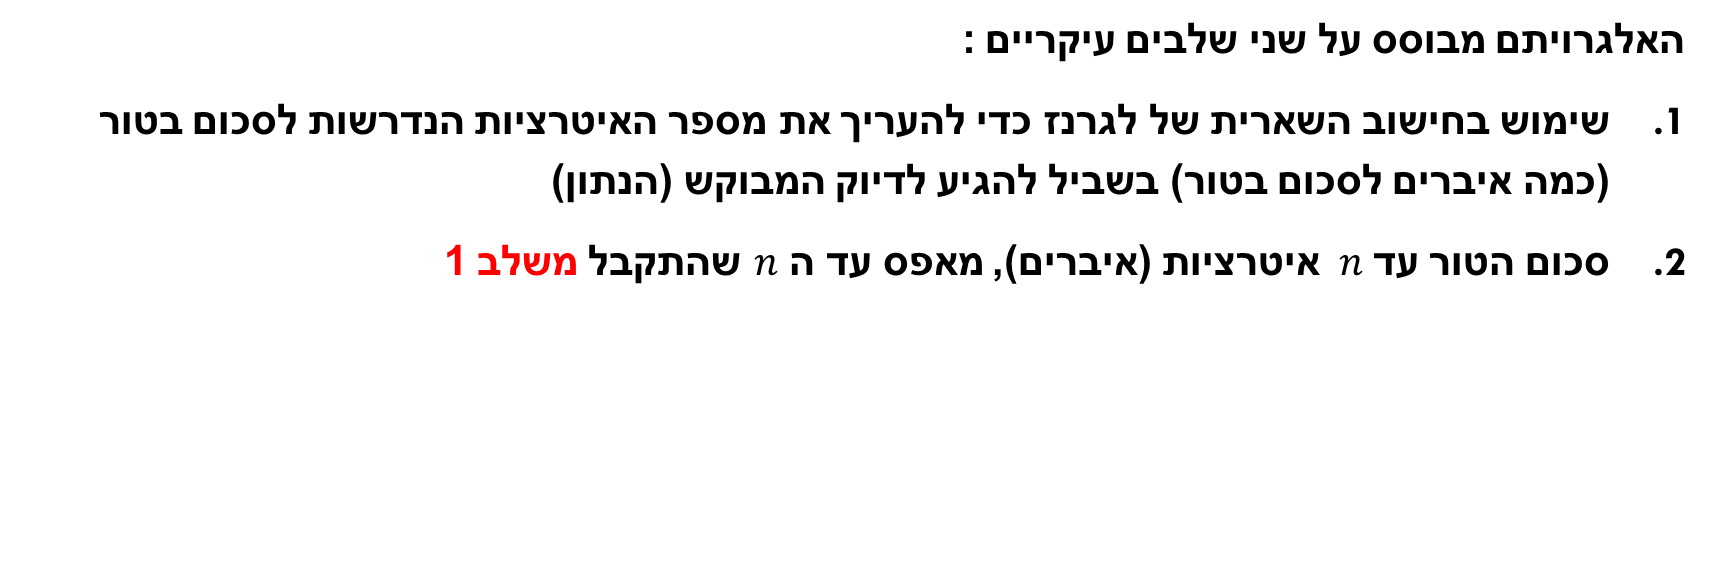 האלגרויתם מבוסס על שני שלבים עיקריים :
1. שימוש בחישוב השארית של לגרנז כדי להעריך את מספר האיטרציות הנדרשות לסכום בטור
(כמה איברים לסכום בטור) בשביל להגיע לדיוק המבוקש (הנתון)
2. סכום הטור עד n איטרציות (איברים), מאפס עד ה n שהתקבל משלב 1